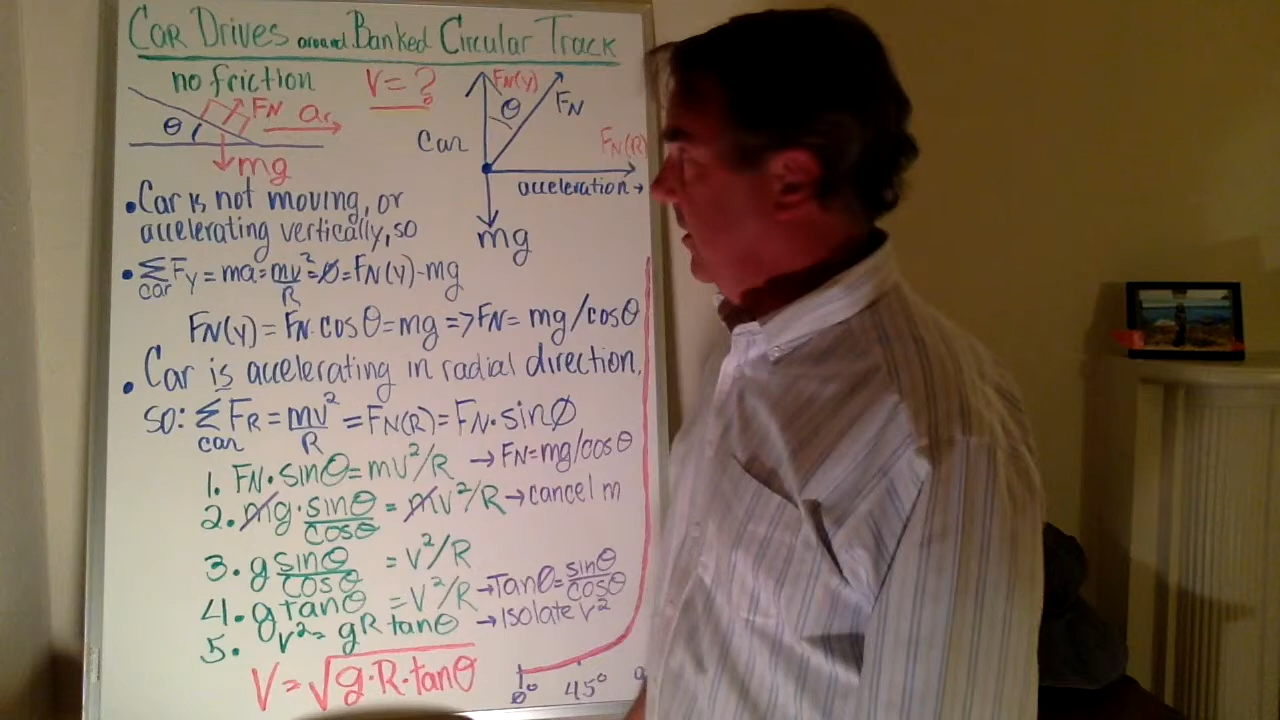 Car Drives around Banked Circular Track
no friction
V = ?
θ
FN
ar
mg
FN(Y)
θ
FN
Car
FN(R)
acceleration →
mg
• Car is not moving, or
accelerating vertically, so
• ΣFy = ma = mv²/R = 0 = FN(Y) - mg
car
FN(Y) = FN·cosθ = mg => FN = mg/cosθ
• Car is accelerating in radial direction,
so: ΣFR = mv²/R = FN(R) = FN·sinØ
car
1. FN·sinθ = mv²/R → FN = mg/cosθ
2. mg·sinθ/cosθ = mv²/R → cancel m
3. g sinθ/cosθ = v²/R
4. g tanθ = v²/R → Tanθ = sinθ/cosθ
5. v² = gR tanθ → Isolate v²
V = √g·R·tanθ
0° 45°